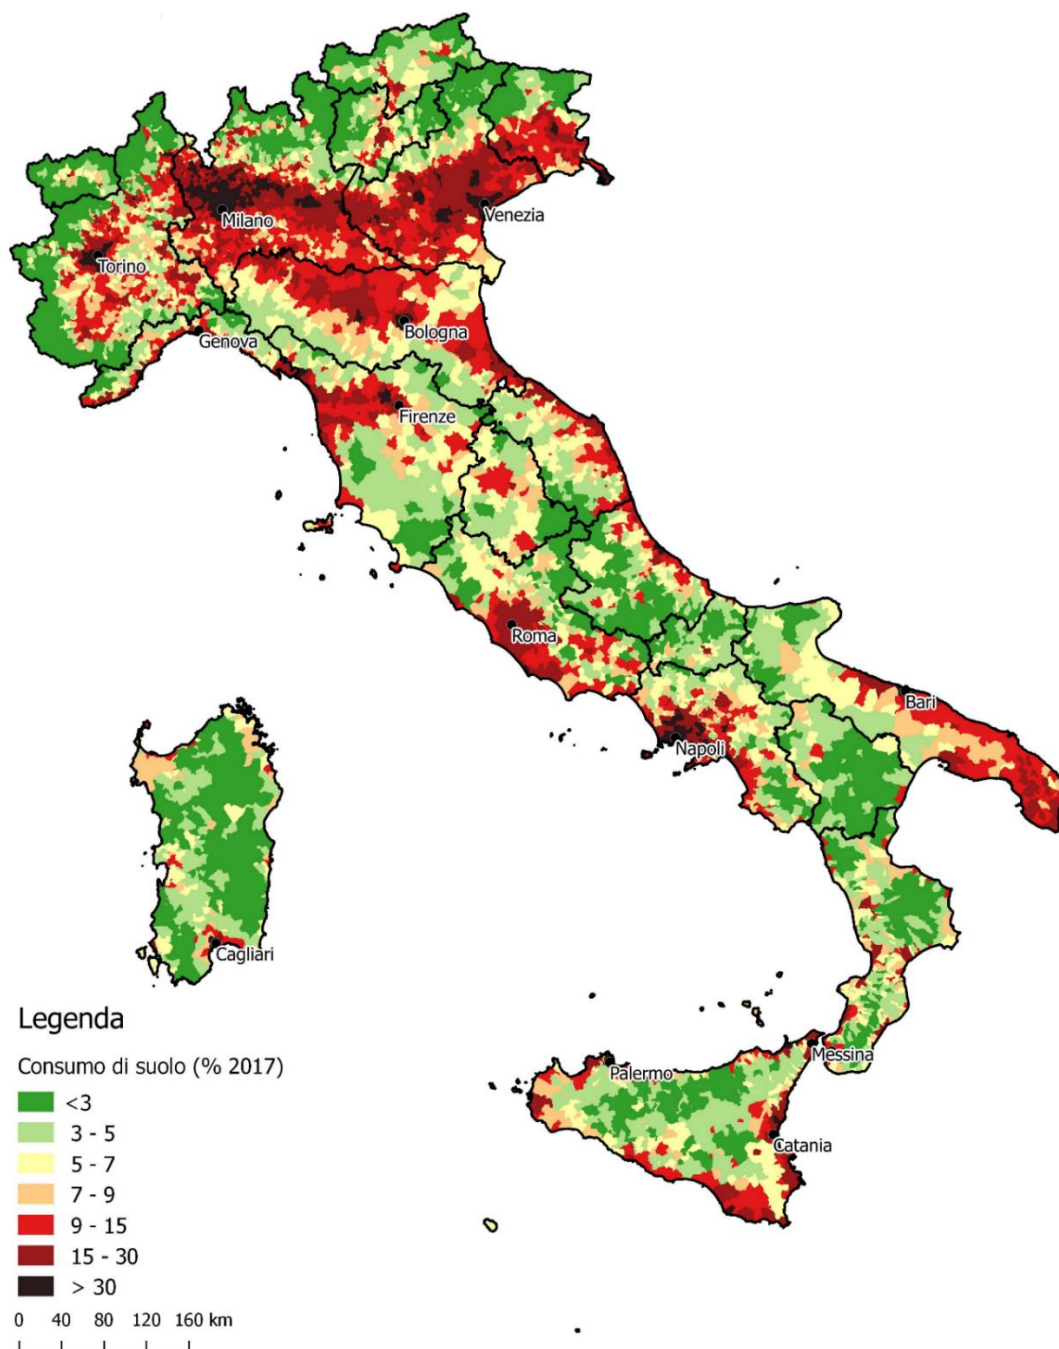 Milano
Venezia
Torino
Genova
Bologna
Firenze
Roma
Bari
Napoli
Cagliari
Messina
Palermo
Catania
Legenda
Consumo di suolo (% 2017)
<3
3 - 5
5 - 7
7 - 9
9 - 15
15 - 30
> 30
0 40 80 120 160 km